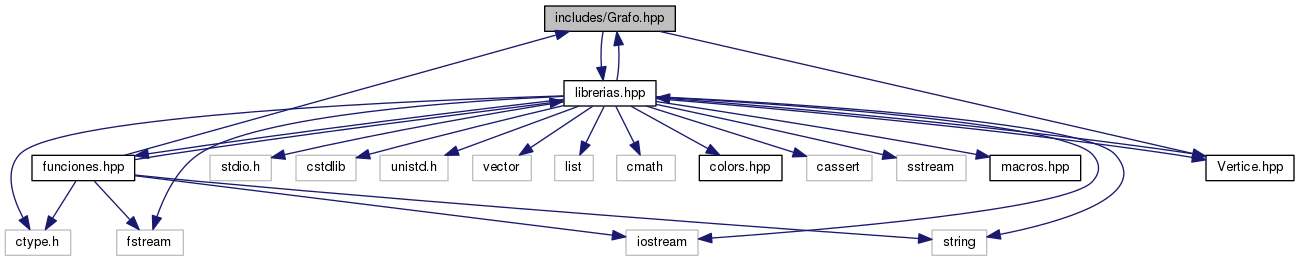 includes/Grafo.hpp
librerias.hpp
funciones.hpp
stdio.h
cstdlib
unistd.h
vector
list
cmath
colors.hpp
cassert
sstream
macros.hpp
Vertice.hpp
ctype.h
fstream
iostream
string